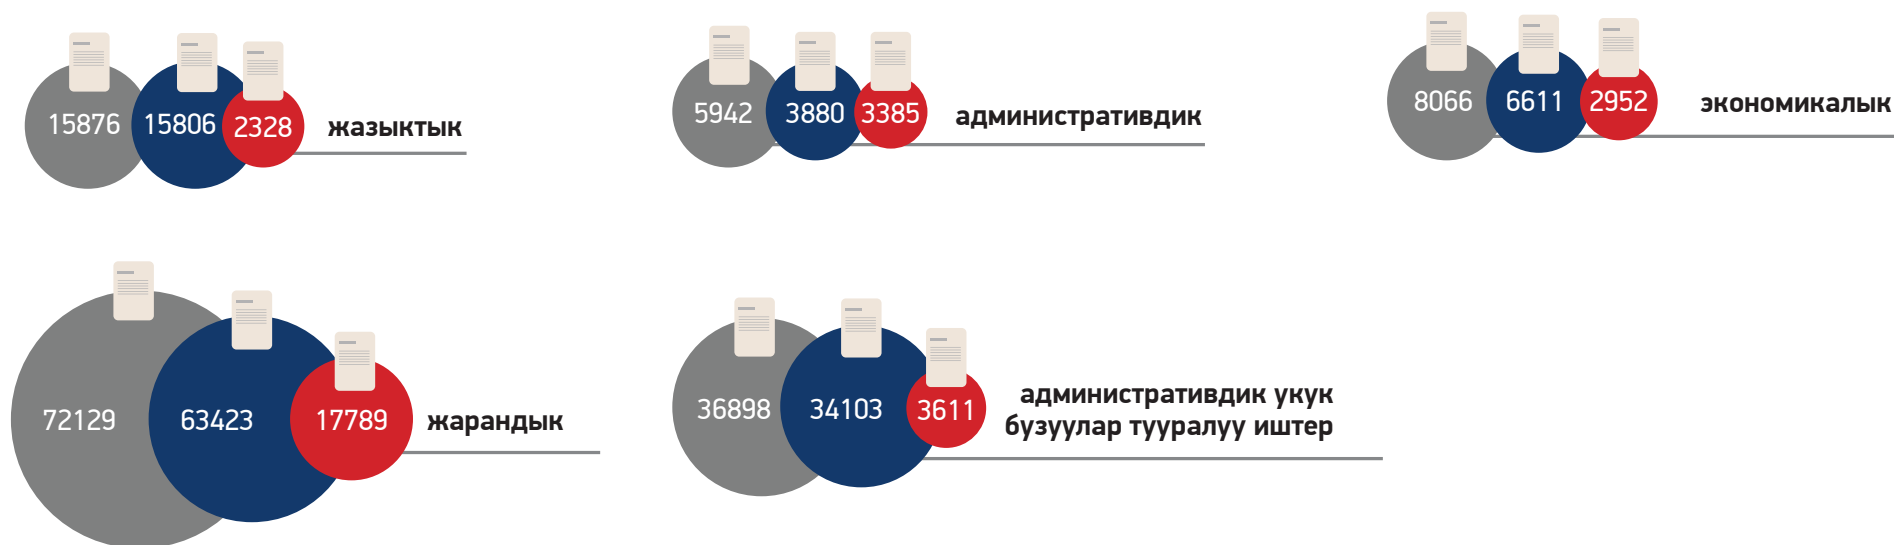 15876 15806 2328 жазыктык
5942 3880 3385 административдик
8066 6611 2952 экономикалык
72129 63423 17789 жарандык
36898 34103 3611 административдик укук
бузуулар тууралуу иштер